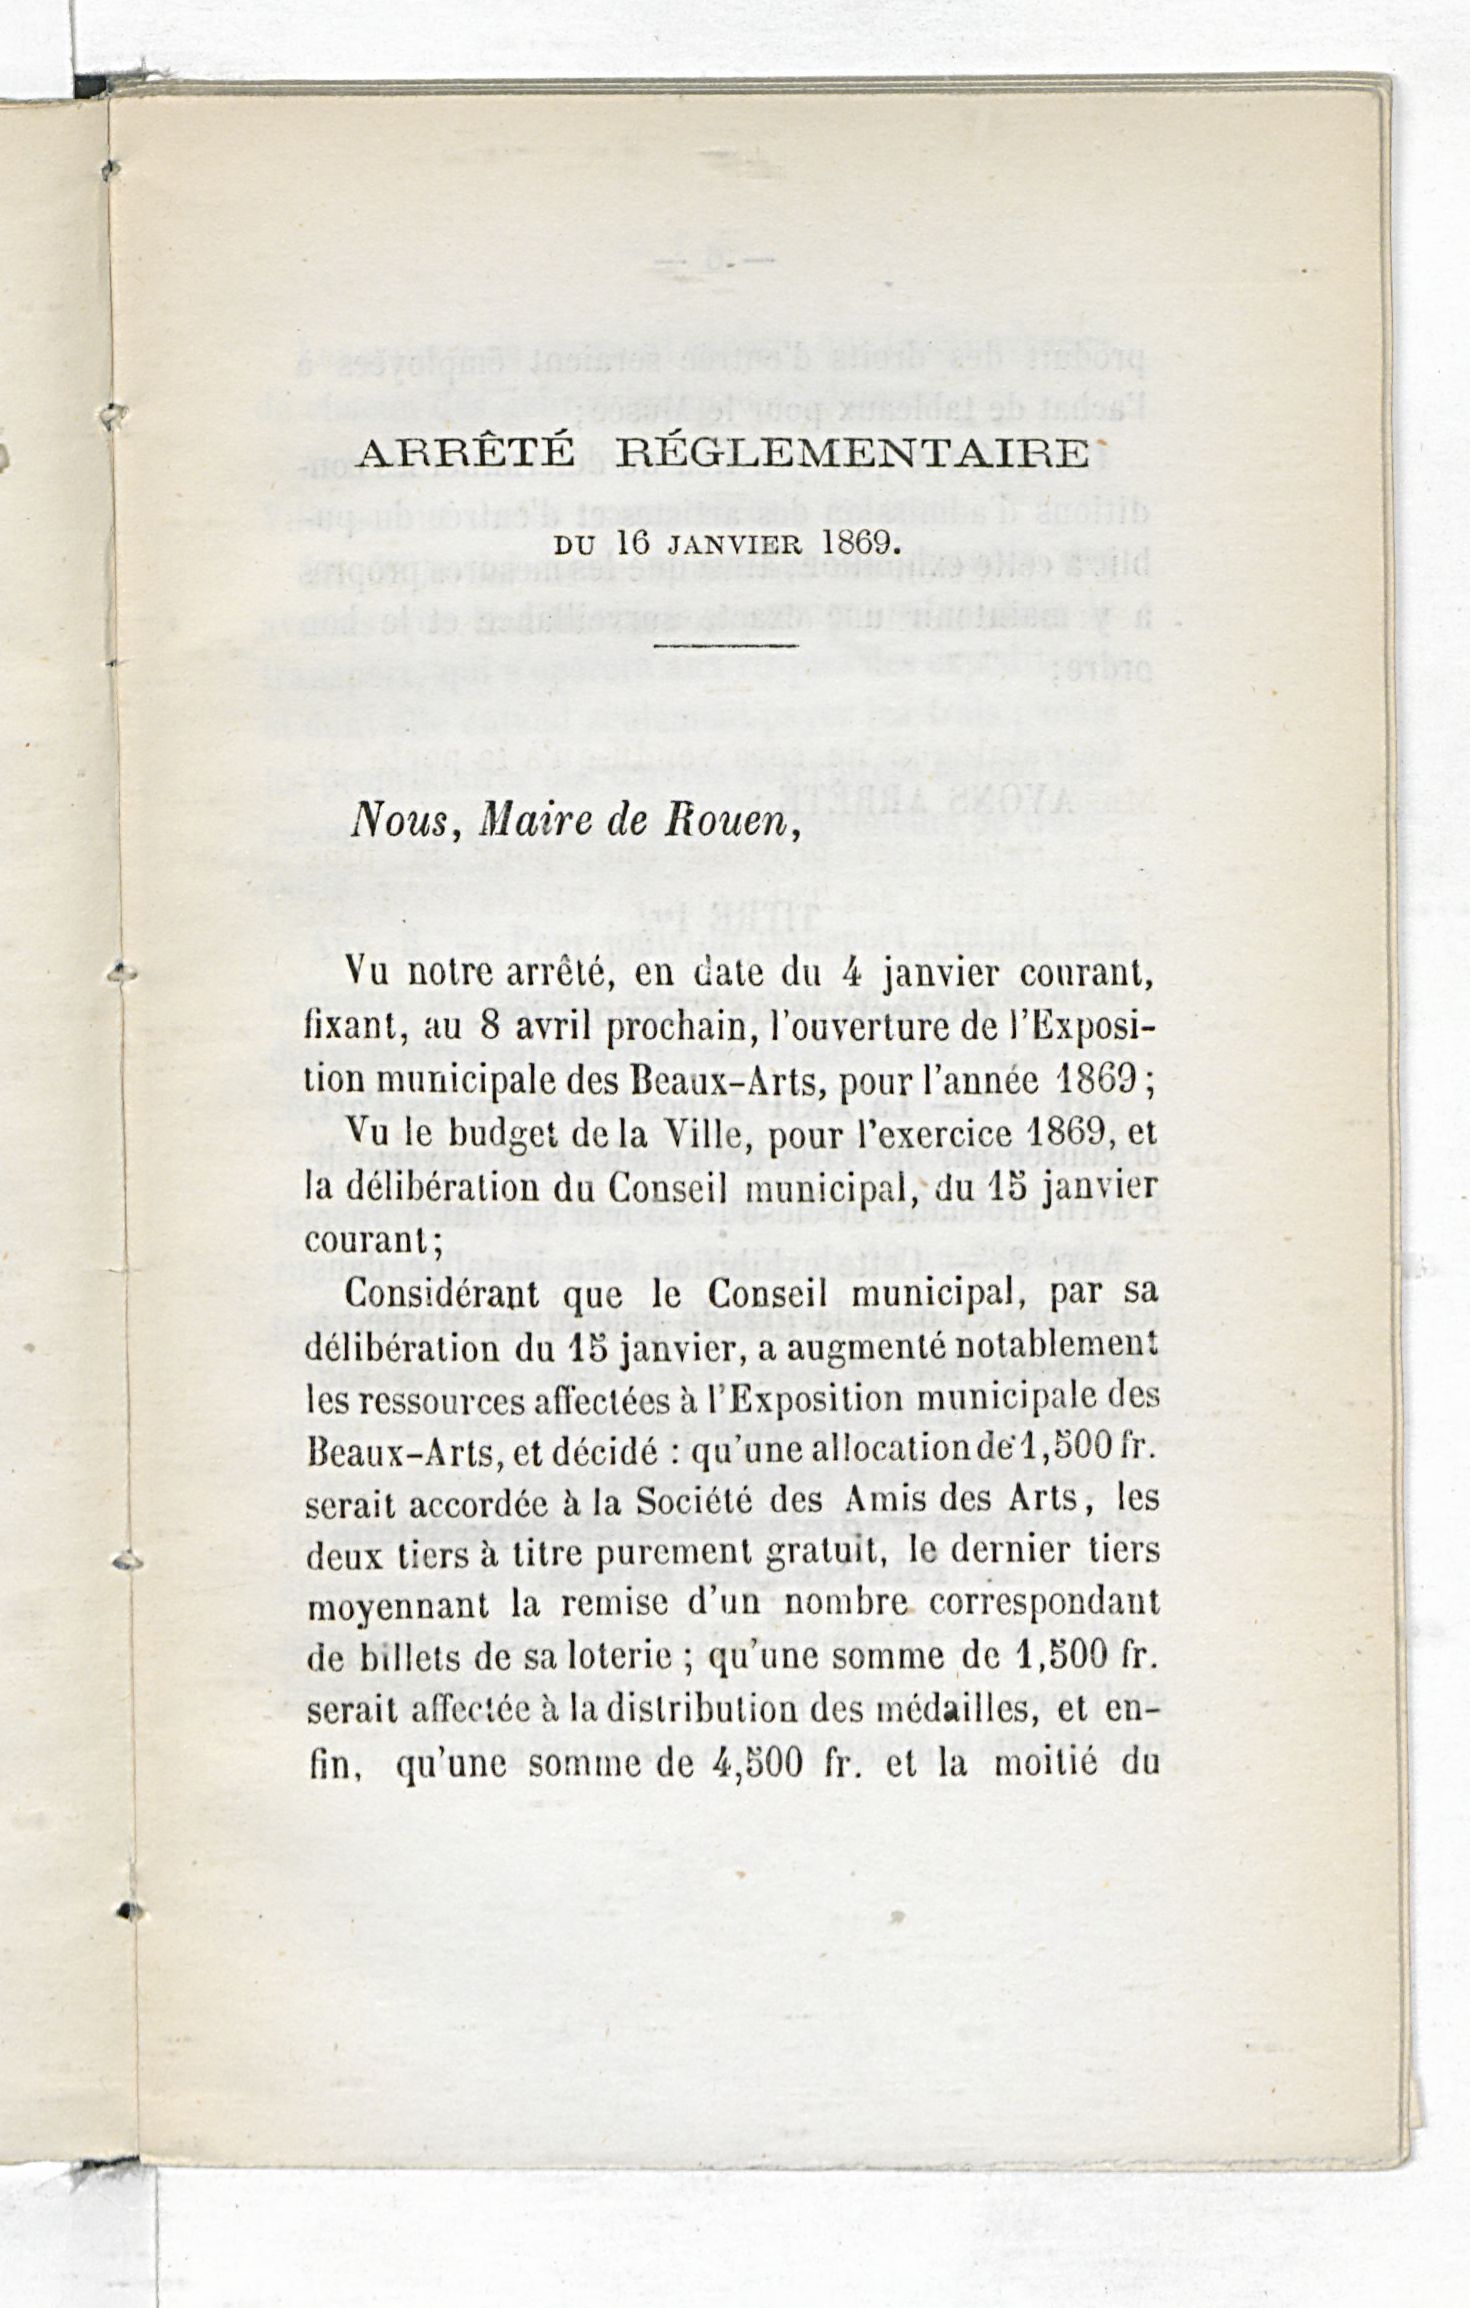 ARRÊTÉ RÉGLEMENTAIRE
DU 16 JANVIER 1869.
Nous, Maire de Rouen,
Vu notre arrêté, en date du 4 janvier courant,
fixant, au 8 avril prochain, l'ouverture de l'Exposi-
tion municipale des Beaux-Arts, pour l'année 1869;
Vu le budget de la Ville, pour l'exercice 1869, et
la délibération du Conseil municipal, du 15 janvier
courant;
Considérant que le Conseil municipal, par sa
délibération du 15 janvier, a augmenté notablement
les ressources affectées à l'Exposition municipale des
Beaux-Arts, et décidé : qu'une allocation de 1,500 fr.
serait accordée à la Société des Amis des Arts, les
deux tiers à titre purement gratuit, le dernier tiers
moyennant la remise d'un nombre correspondant
de billets de sa loterie ; qu'une somme de 1,500 fr.
serait affectée à la distribution des médailles, et en-
fin, qu'une somme de 4,500 fr. et la moitié du